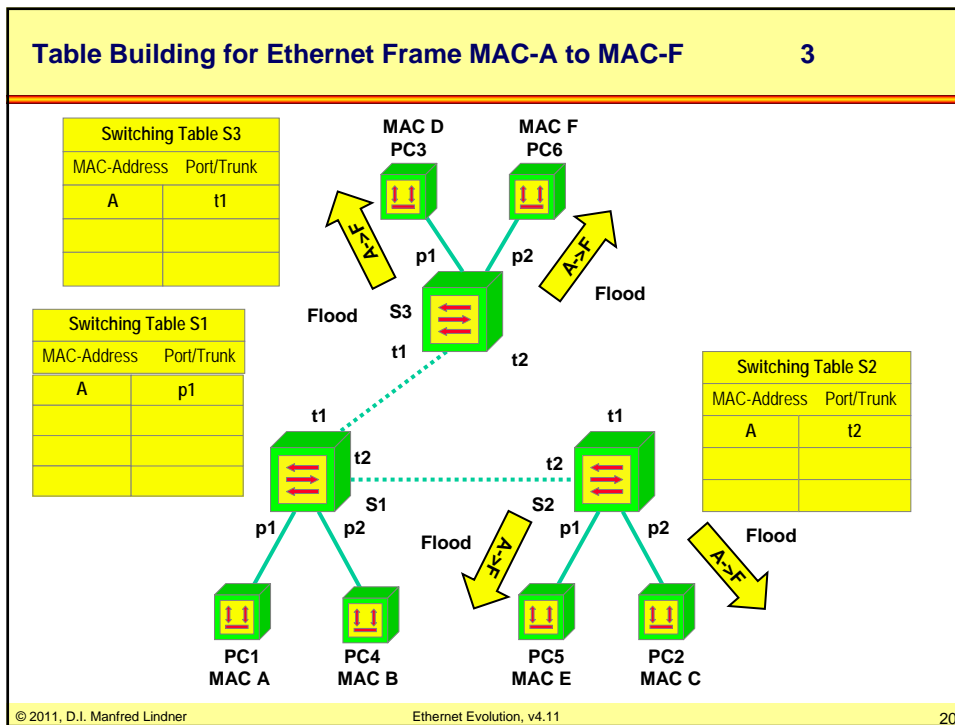 Table Building for Ethernet Frame MAC-A to MAC-F 3
Switching Table S3
MAC-Address Port/Trunk
A t1
MAC D
PC3
MAC F
PC6
A->F
A->F
p1
p2
Flood
Flood
S3
t1
t2
Switching Table S1
MAC-Address Port/Trunk
A p1
Switching Table S2
MAC-Address Port/Trunk
A t2
t1
t2
S1
p1
p2
t1
t2
S2
p1
p2
Flood
A->F
A->F
Flood
PC1
MAC A
PC4
MAC B
PC5
MAC E
PC2
MAC C
© 2011, D.I. Manfred Lindner
Ethernet Evolution, v4.11
20